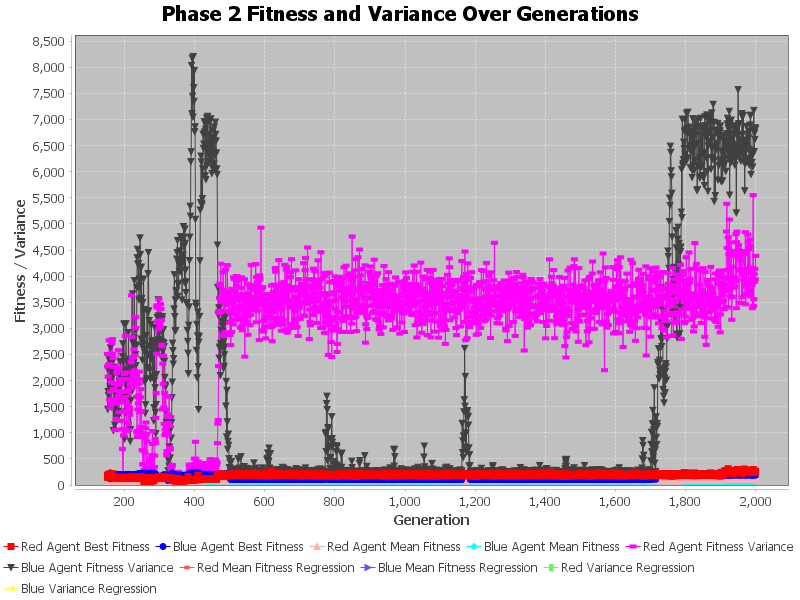 Phase 2 Fitness and Variance Over Generations
Fitness / Variance
8,500
8,000
7,500
7,000
6,500
6,000
5,500
5,000
4,500
4,000
3,500
3,000
2,500
2,000
1,500
1,000
500
0
200 400 600 800 1,000 1,200 1,400 1,600 1,800 2,000
Generation
Red Agent Best Fitness Blue Agent Best Fitness Red Agent Mean Fitness Blue Agent Mean Fitness Red Agent Fitness Variance
Blue Agent Fitness Variance Red Mean Fitness Regression Blue Mean Fitness Regression Red Variance Regression
Blue Variance Regression